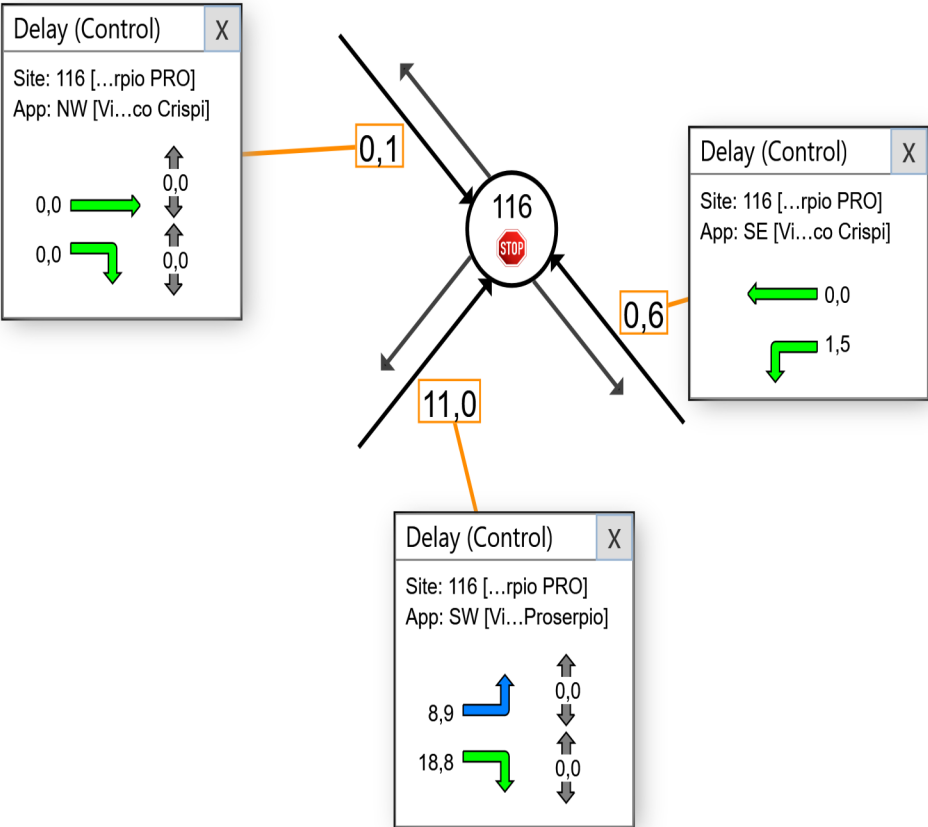 Delay (Control) X
Site: 116 [...rpio PRO]
App: NW [Vi...co Crispi]
0,0
0,0
0,0
0,0
0,1
116
STOP
Delay (Control) X
Site: 116 [...rpio PRO]
App: SE [Vi...co Crispi]
0,0
1,5
0,6
11,0
Delay (Control) X
Site: 116 [...rpio PRO]
App: SW [Vi...Proserpio]
0,0
8,9
18,8
0,0